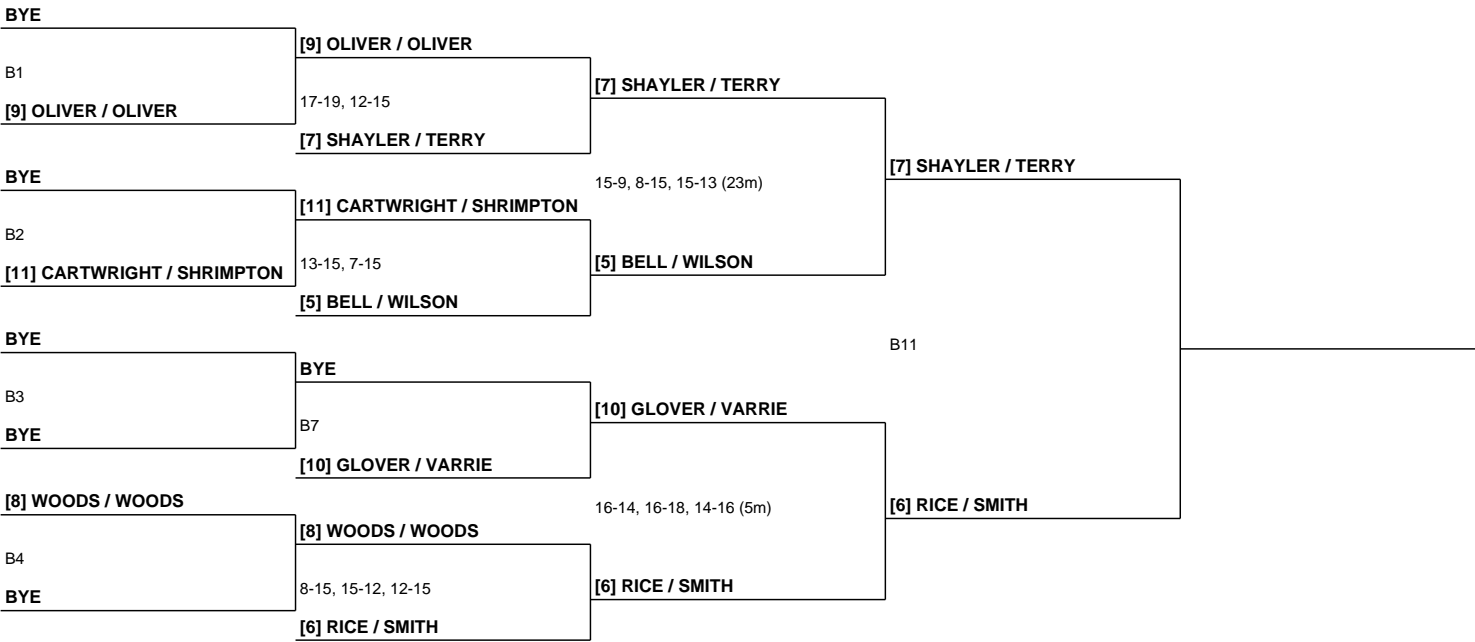 BYE
B1
[9] OLIVER / OLIVER
BYE
B2
[11] CARTWRIGHT / SHRIMPTON
BYE
B3
BYE
[8] WOODS / WOODS
B4
BYE
[9] OLIVER / OLIVER
17-19, 12-15
[7] SHAYLER / TERRY
[11] CARTWRIGHT / SHRIMPTON
13-15, 7-15
[5] BELL / WILSON
BYE
B7
[10] GLOVER / VARRIE
[8] WOODS / WOODS
8-15, 15-12, 12-15
[6] RICE / SMITH
[7] SHAYLER / TERRY
15-9, 8-15, 15-13 (23m)
[5] BELL / WILSON
[10] GLOVER / VARRIE
16-14, 16-18, 14-16 (5m)
[6] RICE / SMITH
[7] SHAYLER / TERRY
B11
[6] RICE / SMITH